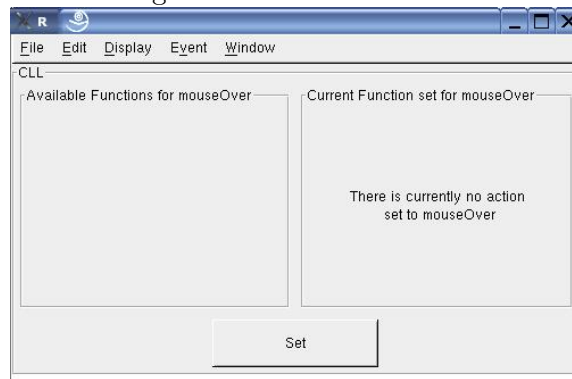 R
File Edit Display Event Window
CLL
Available Functions for mouseOver
Current Function set for mouseOver
There is currently no action
set to mouseOver
Set